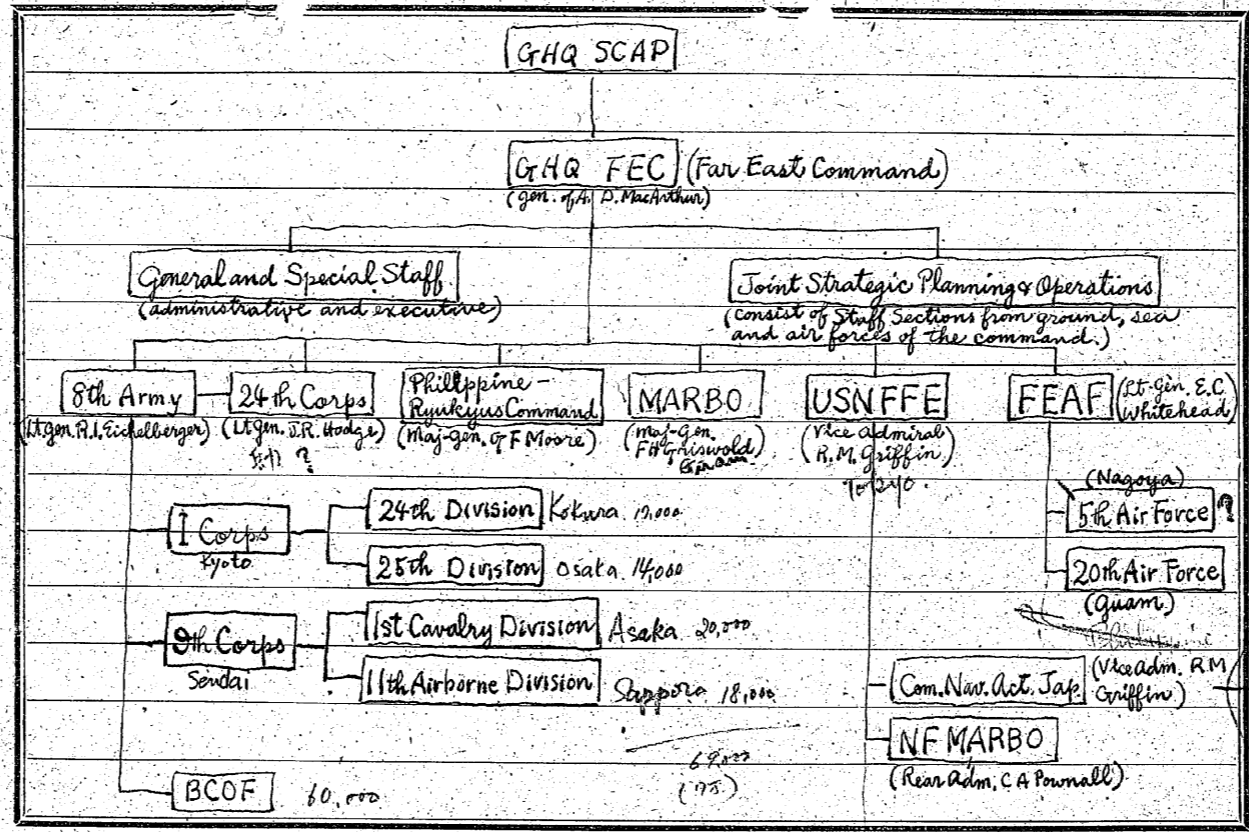 GHQ SCAP
GHQ FEC (Far East Command)
(Gen. of A. D. MacArthur)
General and Special Staff
(administrative and executive)
Joint Strategic Planning & Operations
(consist of Staff Sections from ground, sea
and air forces of the command.)
8th Army
(Lt gen. R.L. Eichelberger)
24th Corps
(Lt gen. J.R. Hodge)
?
Philippine-
Ryukyus Command
(Maj-gen. G F Moore)
MARBO
(Maj-Gen.
F H Griswold)
Guam
USNFFE
(Vice admiral
R.M. Griffin)
Tokyo.
FEAF (Lt-Gen. E.C.
Whitehead)
I Corps
Kyoto
24th Division Kokura
25th Division Osaka 14,000
(Nagoya)
5th Air Force ?
20th Air Force
(Guam)
9th Corps
Sendai
1st Cavalry Division Asaka 20,000
11th Airborne Division Sapporo 18,000
Com. Nav. Act. Jap. (Vice adm. R.M.
Griffin)
NF MARBO
(Rear adm. C A Pownall)
69,000
BCOF 60,000